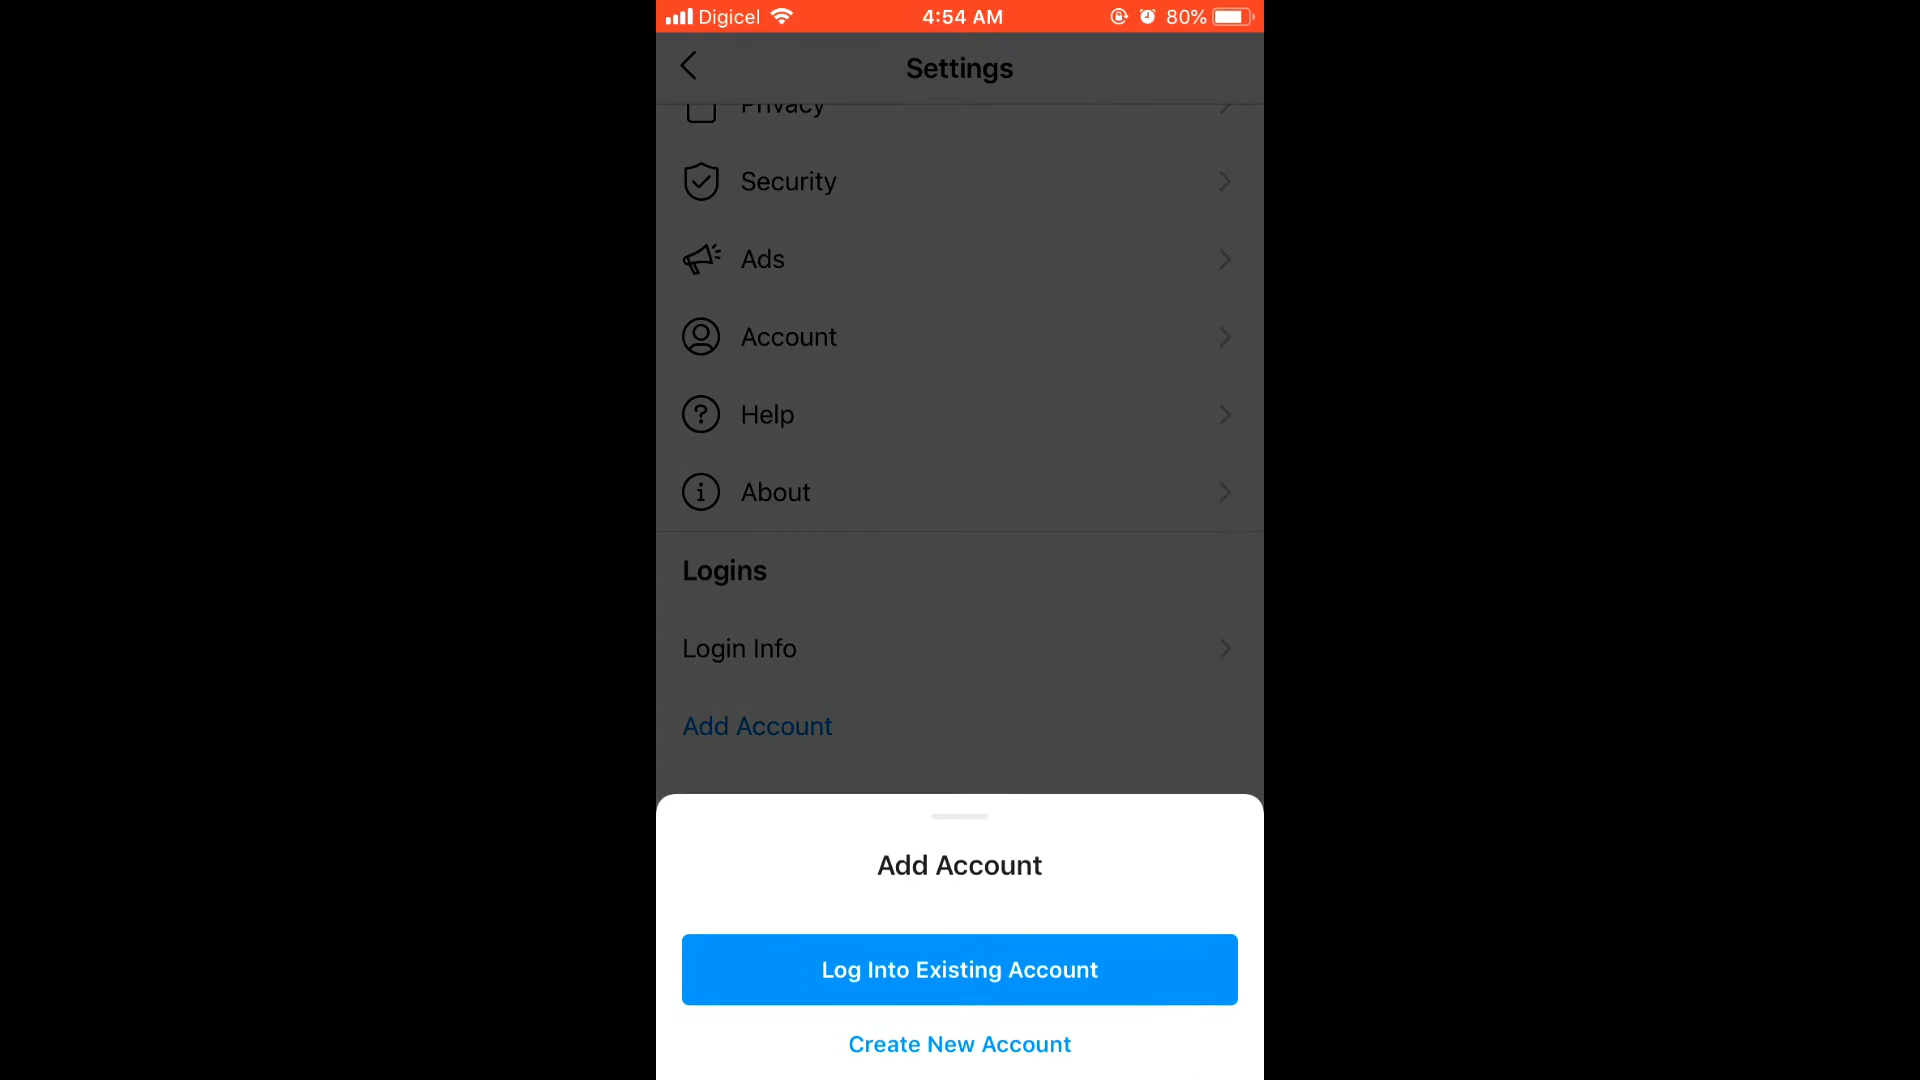 Digicel 4:54 AM 80%
Settings
Privacy
Security
Ads
Account
Help
About
Logins
Login Info
Add Account
Add Account
Log Into Existing Account
Create New Account